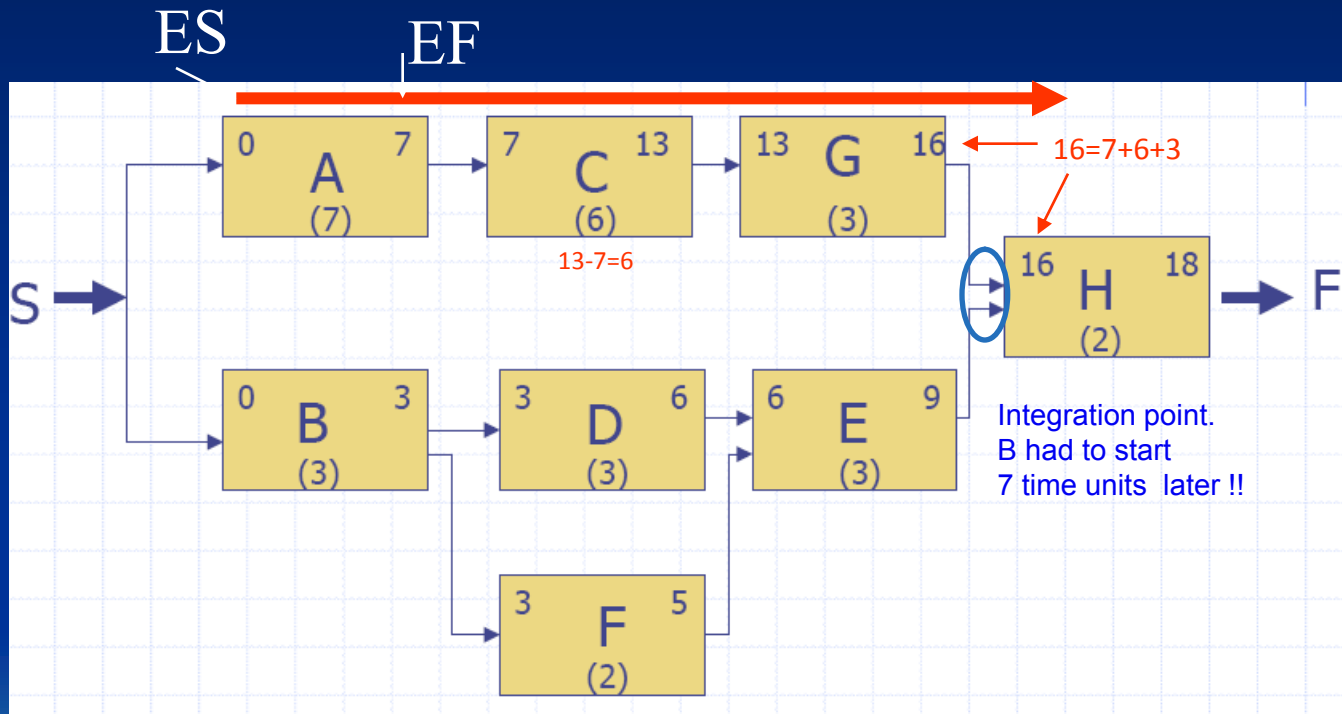 ES
EF
0 7 7 13 13 16
A C G
(7) (6) (3)
16=7+6+3
13-7=6
S
16 18
H
(2)
F
0 3 3 6 6 9
B D E
(3) (3) (3)
Integration point.
B had to start
7 time units later !!
3 5
F
(2)